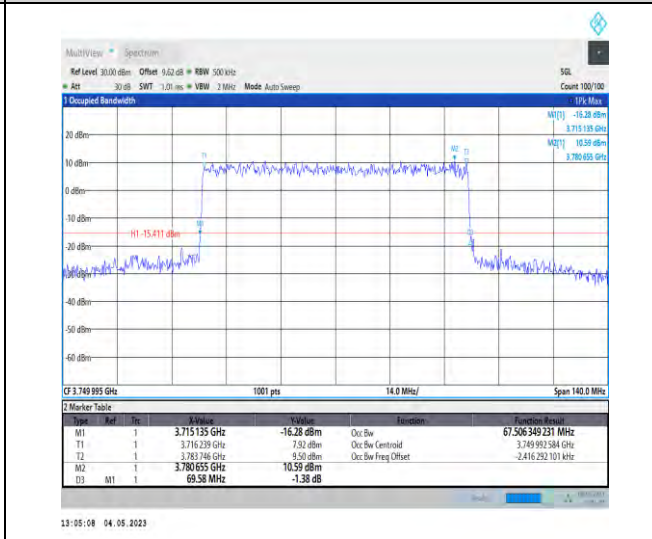 MultiView Spectrum
Ref Level 30.00 dBm Offset 9.62 dB RBW 500 kHz SGL
Att 30 dB SWT 1.01 ms VBW 2 MHz Mode Auto Sweep Count 100/100
1 Occupied Bandwidth 1Pk Max
M1[1] -16.28 dBm
3.715 135 GHz
M2[1] 10.59 dBm
3.780 655 GHz
20 dBm
10 dBm
T1
M2
T2
0 dBm
-10 dBm
H1 -15.411 dBm
-20 dBm
-30 dBm
-40 dBm
-50 dBm
-60 dBm
CF 3.749 995 GHz 1001 pts 14.0 MHz/ Span 140.0 MHz
2 Marker Table
Type Ref Trc X-Value Y-Value Function Function Result
M1 1 3.715 135 GHz -16.28 dBm Occ Bw 67.506 349 231 MHz
T1 1 3.716 239 GHz 7.92 dBm Occ Bw Centroid 3.749 992 584 GHz
T2 1 3.783 746 GHz 9.50 dBm Occ Bw Freq Offset -2.416 292 101 kHz
M2 1 3.780 655 GHz 10.59 dBm
D3 M1 1 69.58 MHz -1.38 dB
13:05:08 04.05.2023